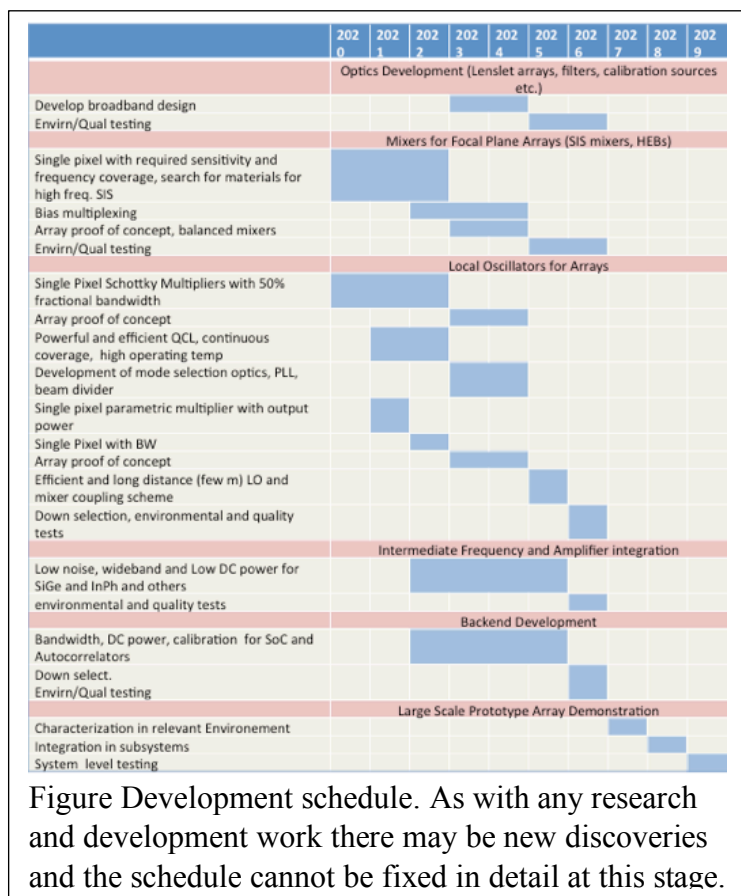 202 202 202 202 202 202 202 202 202 202
0 1 2 3 4 5 6 7 8 9
Optics Development (Lenslet arrays, filters, calibration sources
etc.)
Develop broadband design
Envirn/Qual testing
Mixers for Focal Plane Arrays (SIS mixers, HEBs)
Single pixel with required sensitivity and
frequency coverage, search for materials for
high freq. SIS
Bias multiplexing
Array proof of concept, balanced mixers
Envirn/Qual testing
Local Oscillators for Arrays
Single Pixel Schottky Multipliers with 50%
fractional bandwidth
Array proof of concept
Powerful and efficient QCL, continuous
coverage, high operating temp
Development of mode selection optics, PLL,
beam divider
Single pixel parametric multiplier with output
power
Single Pixel with BW
Array proof of concept
Efficient and long distance (few m) LO and
mixer coupling scheme
Down selection, environmental and quality
tests
Intermediate Frequency and Amplifier integration
Low noise, wideband and Low DC power for
SiGe and InPh and others
environmental and quality tests
Backend Development
Bandwidth, DC power, calibration for SoC and
Autocorrelators
Down select.
Envirn/Qual testing
Large Scale Prototype Array Demonstration
Characterization in relevant Environement
Integration in subsystems
System level testing
Figure Development schedule. As with any research
and development work there may be new discoveries
and the schedule cannot be fixed in detail at this stage.